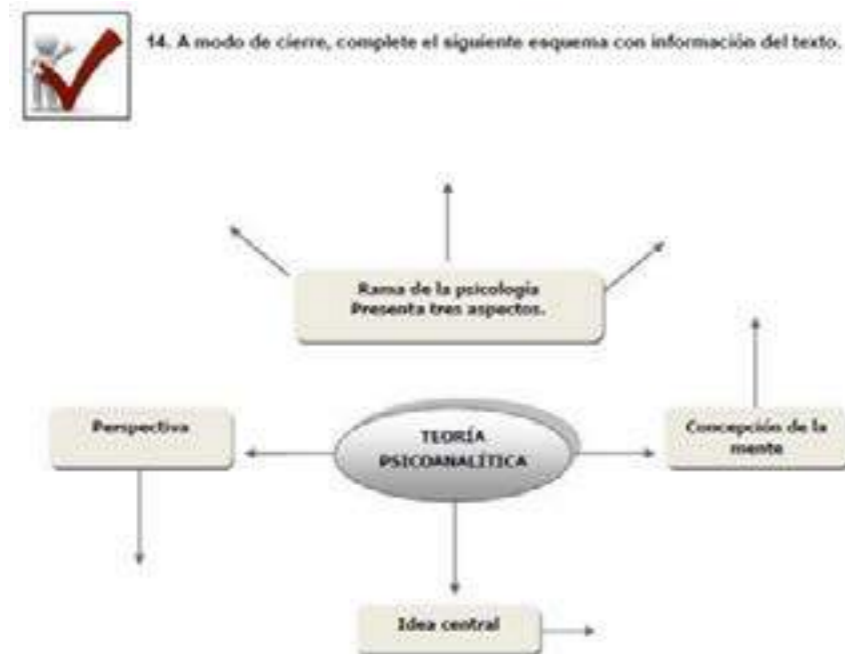 14. A modo de cierre, complete el siguiente esquema con información del texto.
Rama de la psicología
Presenta tres aspectos.
Perspectiva
TEORÍA
PSICOANALÍTICA
Concepción de la
mente
Idea central